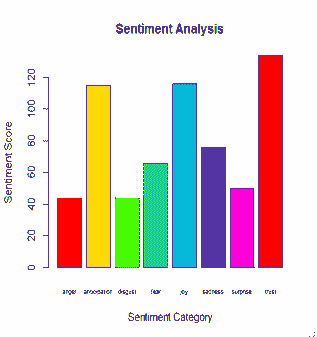 Sentiment Analysis
Sentiment Score
120
100
80
60
40
20
0
anger anticipation disgust fear joy sadness surprise trust
Sentiment Category